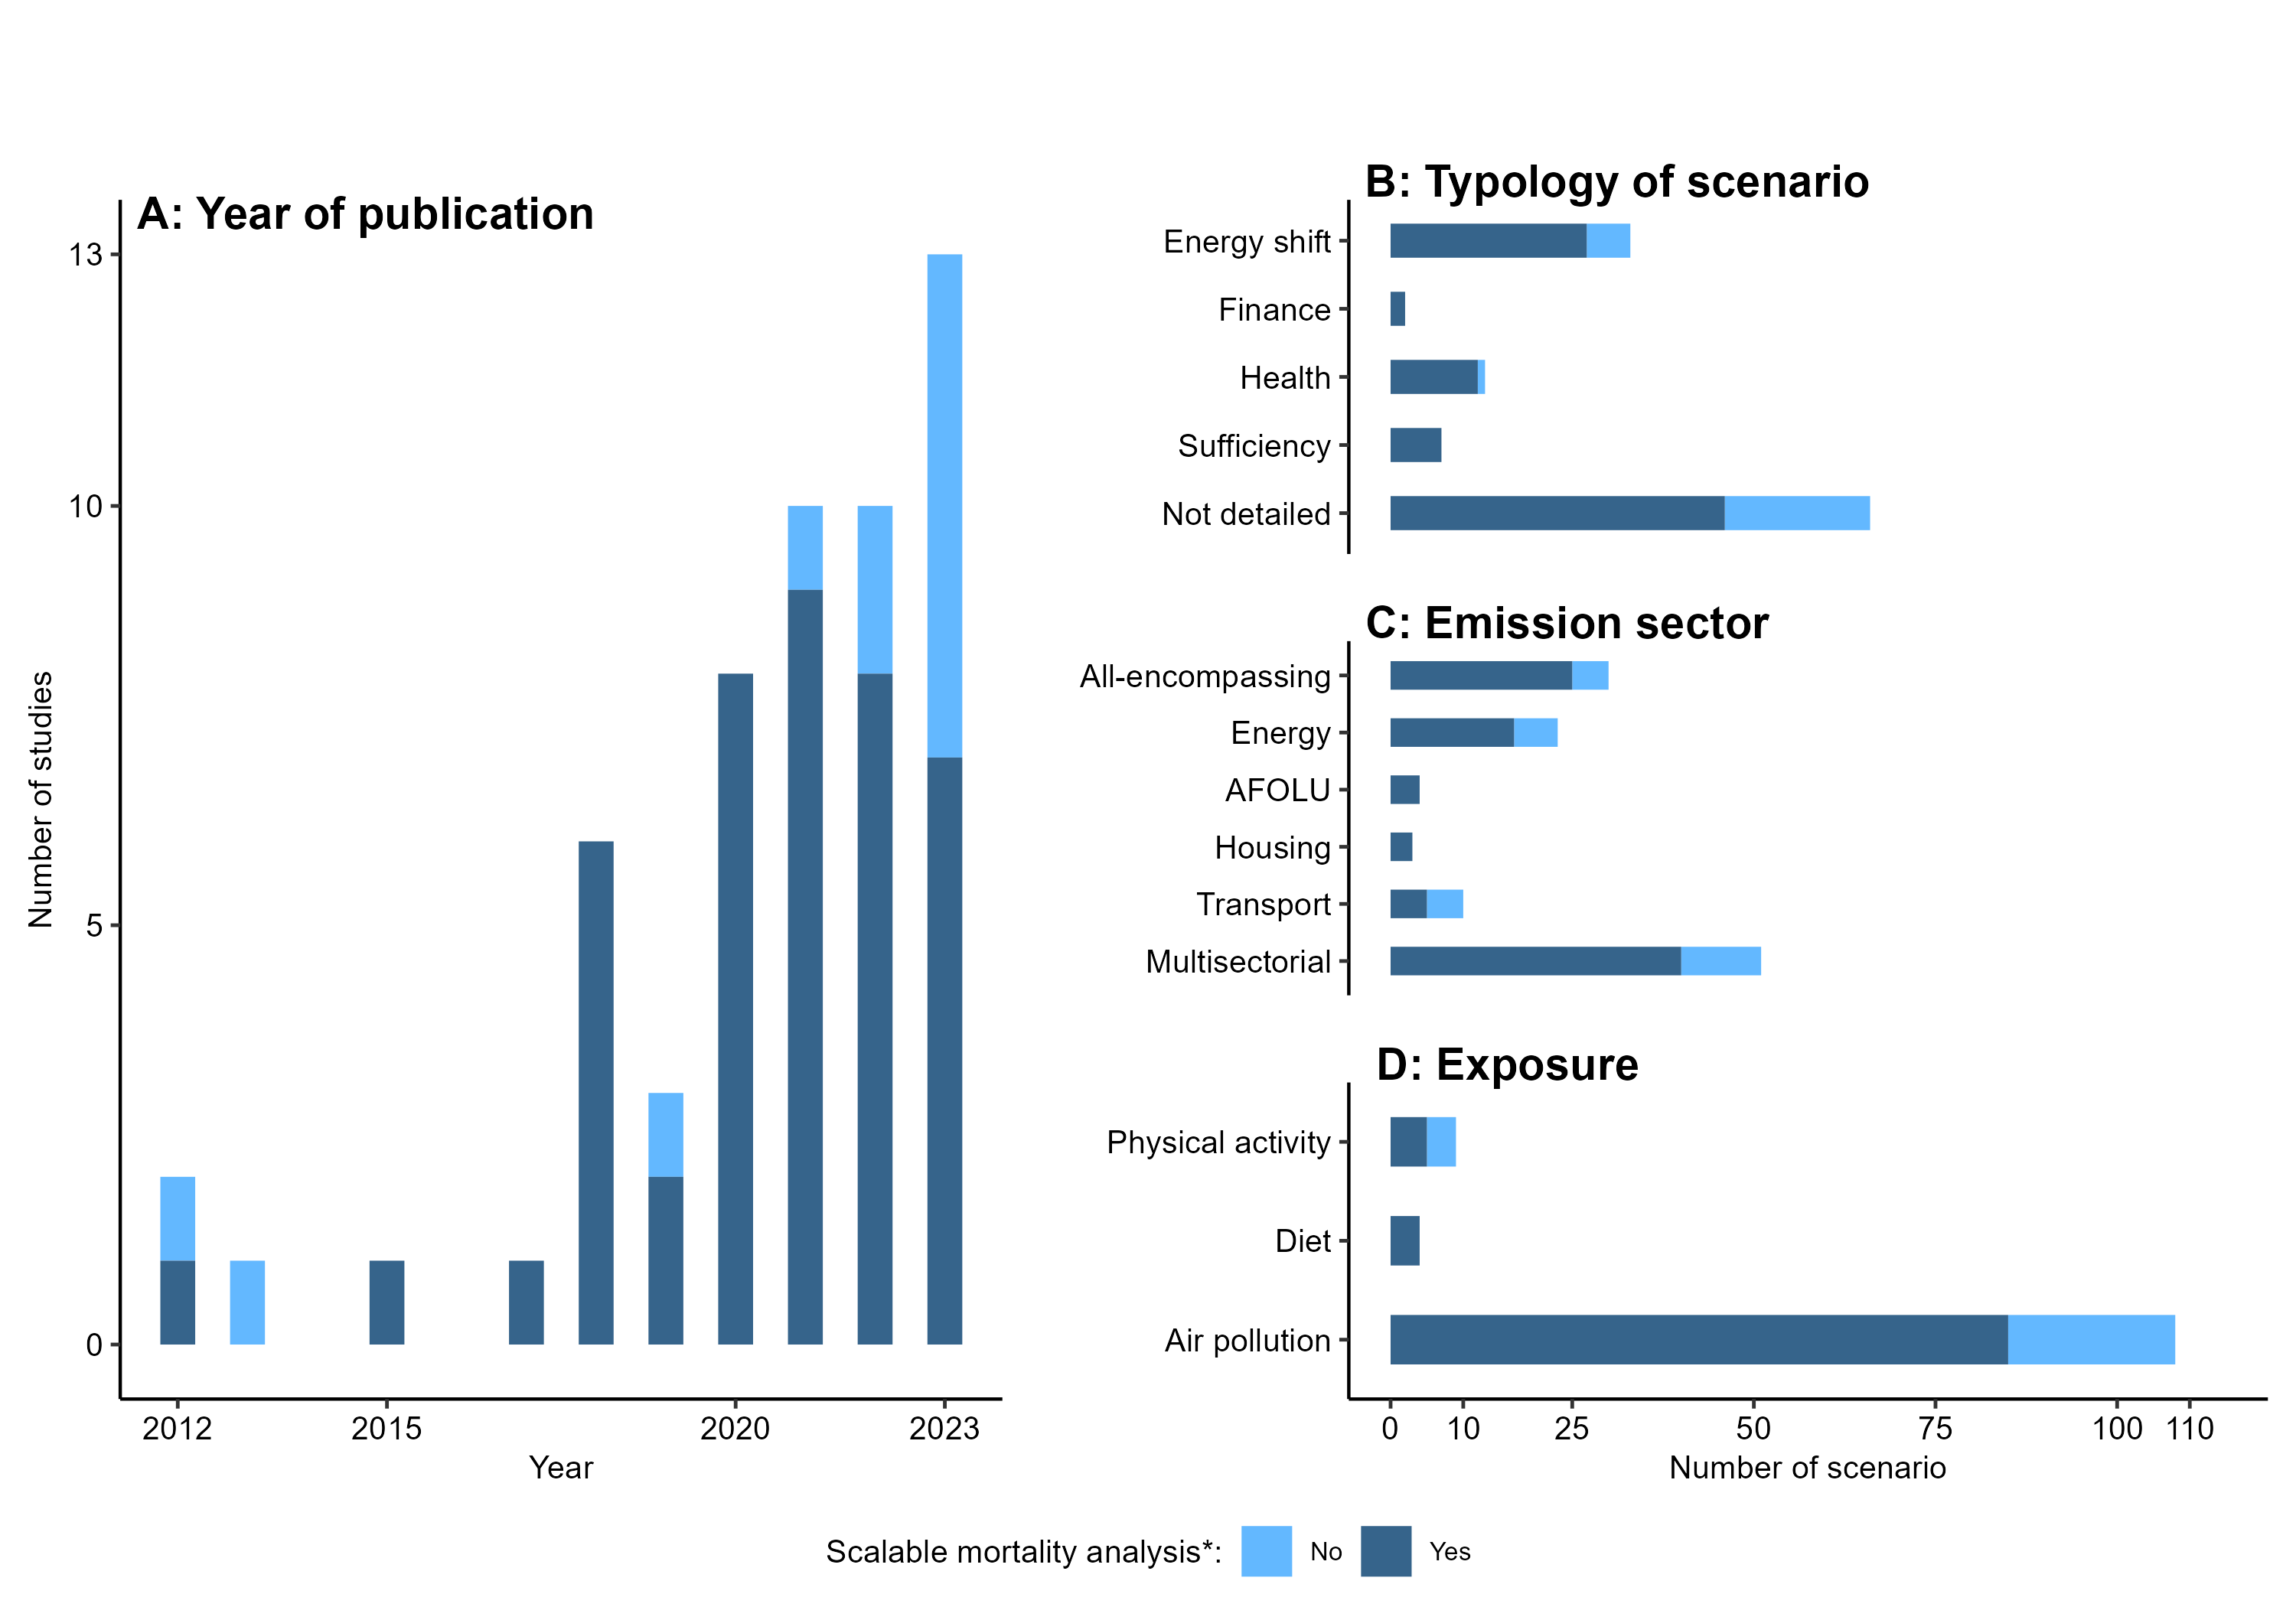 A: Year of publication
13
10
5
0
Number of studies
2012
2015
2020
2023
Year
B: Typology of scenario
Energy shift
Finance
Health
Sufficiency
Not detailed
C: Emission sector
All-encompassing
Energy
AFOLU
Housing
Transport
Multisectorial
D: Exposure
Physical activity
Diet
Air pollution
0
10
25
50
75
100
110
Number of scenario
Scalable mortality analysis*:
No
Yes